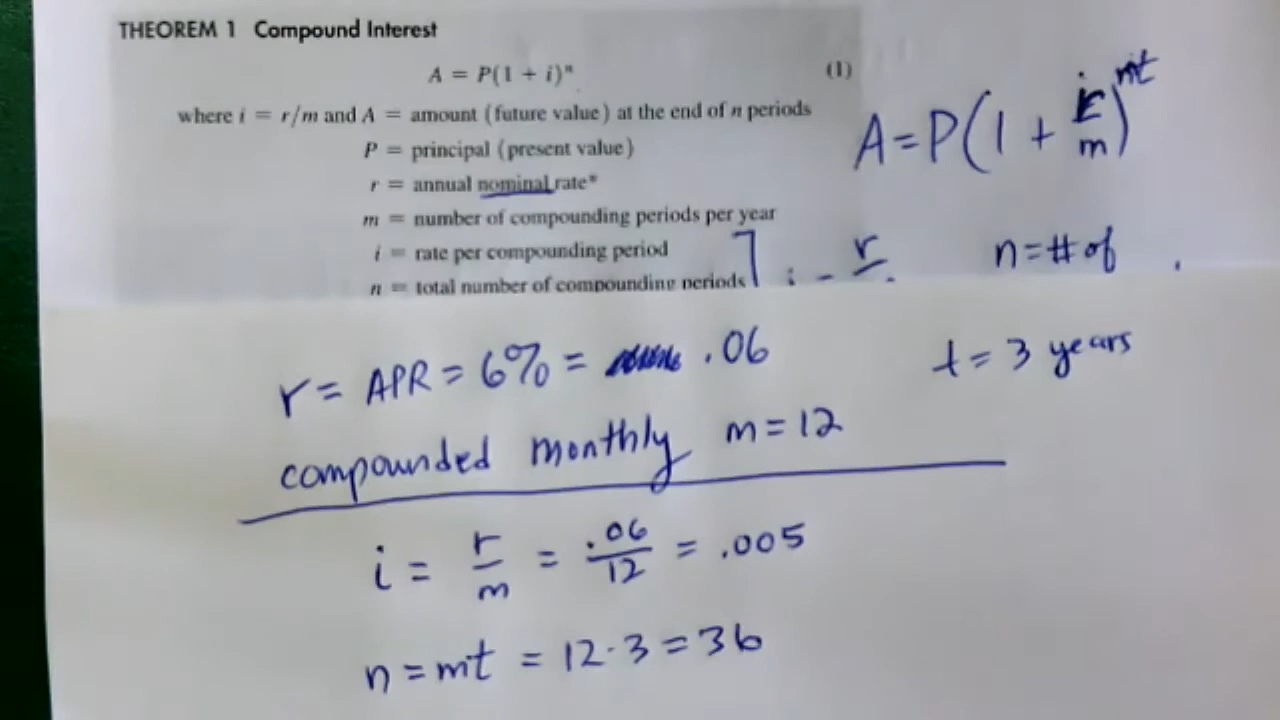 THEOREM 1 Compound Interest
A = P(1 + i)ⁿ (1)
where i = r/m and A = amount (future value) at the end of n periods
P = principal (present value)
r = annual nominal rate*
m = number of compounding periods per year
i = rate per compounding period
n = total number of compounding periods
A = P(1 + r/m)^mt
r
n = # of
r = APR = 6% = .06
t = 3 years
compounded monthly m = 12
i = r/m = .06/12 = .005
n = mt = 12·3 = 36